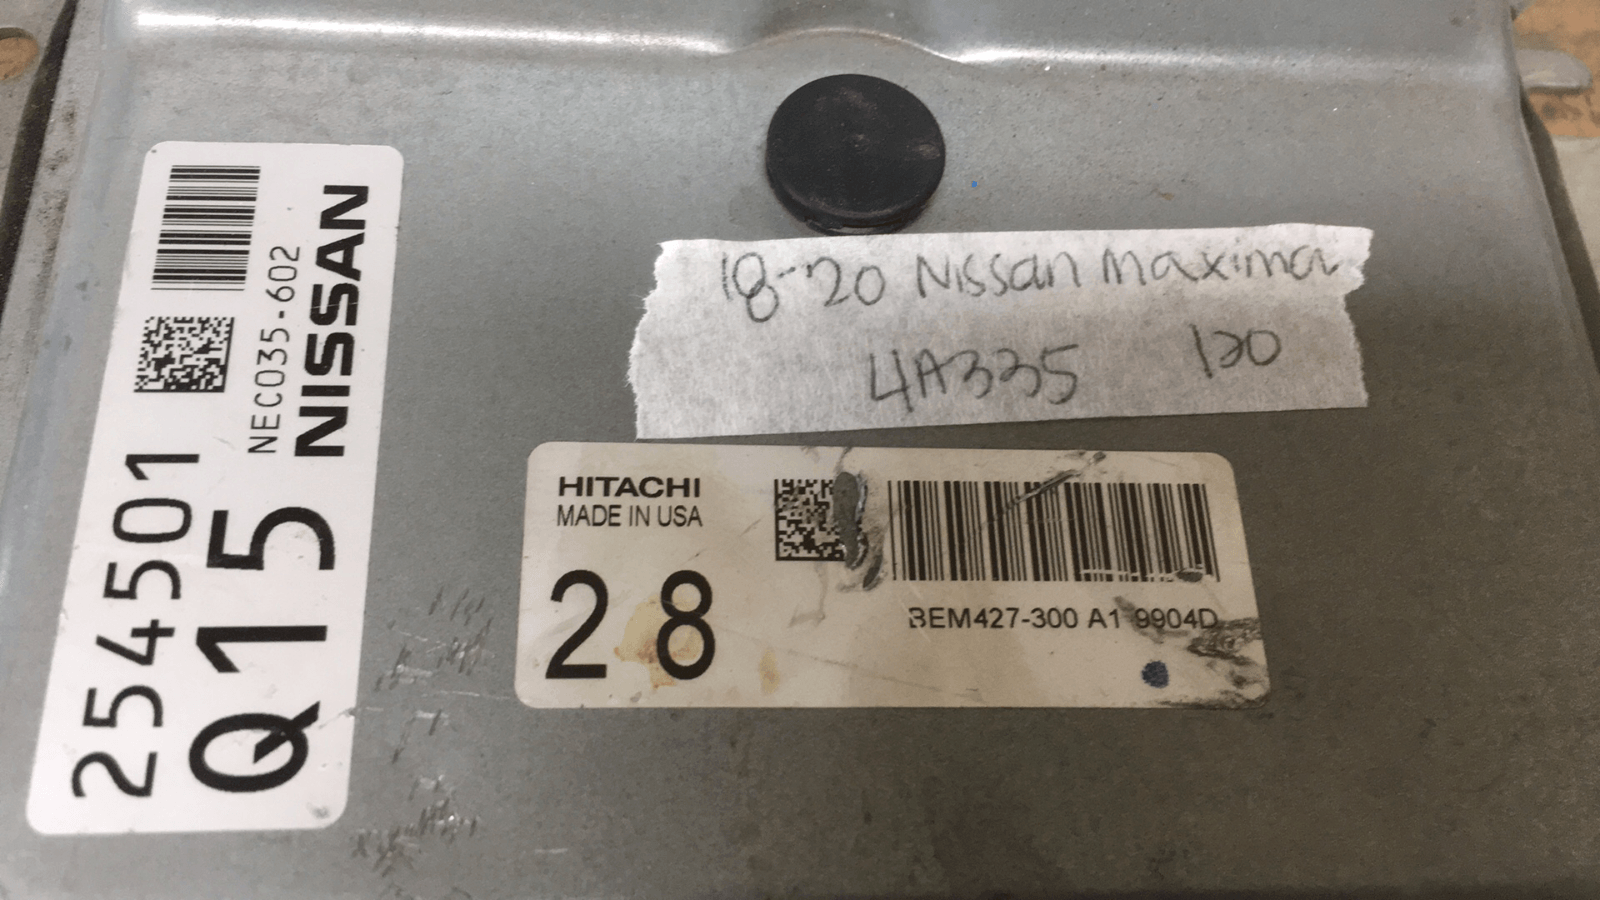 254501
Q15
NEC035-602
NISSAN
18-20 Nissan Maxima
4A335 120
HITACHI
MADE IN USA
28
BEM427-300 A1 9904D